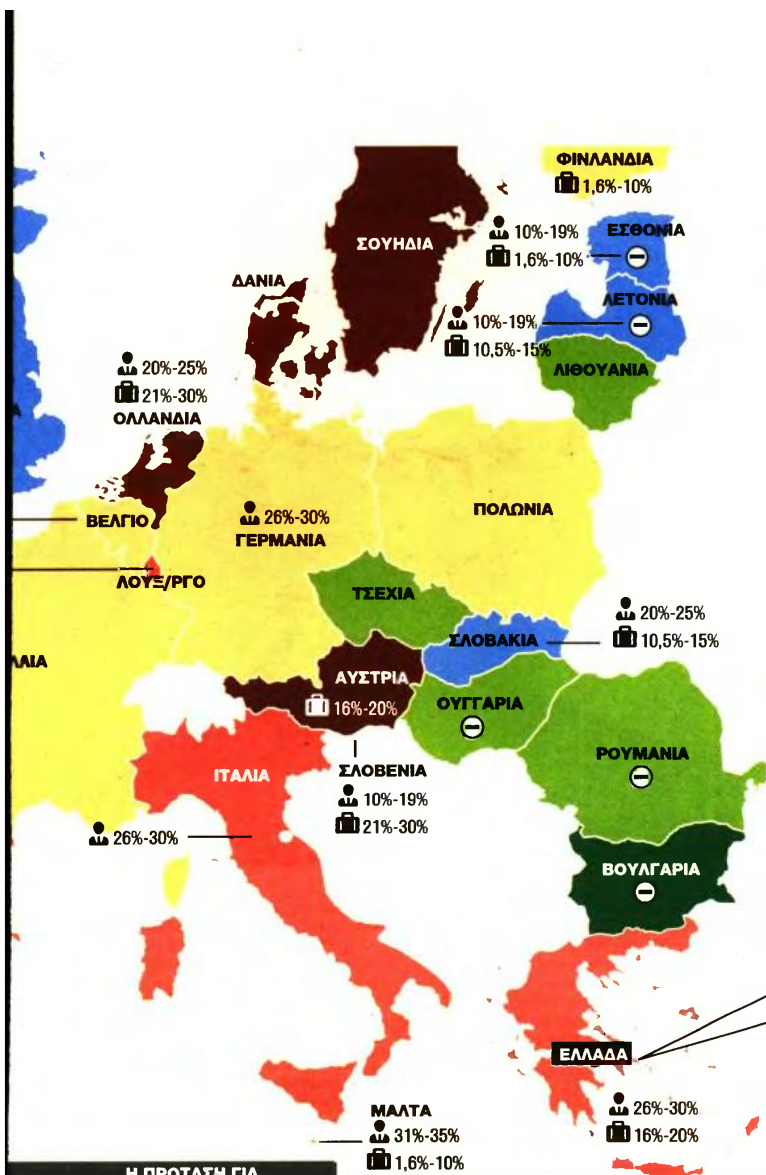 ΦΙΝΛΑΝΔΙΑ
1,6%-10%
10%-19%
ΕΣΘΟΝΙΑ
1,6%-10%
ΣΟΥΗΔΙΑ
ΔΑΝΙΑ
ΛΕΤΟΝΙΑ
10%-19%
10,5%-15%
ΛΙΘΟΥΑΝΙΑ
20%-25%
21%-30%
ΟΛΛΑΝΔΙΑ
ΒΕΛΓΙΟ
26%-30%
ΓΕΡΜΑΝΙΑ
ΠΟΛΩΝΙΑ
ΛΟΥΞ/ΡΓΟ
ΤΣΕΧΙΑ
ΣΛΟΒΑΚΙΑ
20%-25%
10,5%-15%
ΛΑΙΑ
ΑΥΣΤΡΙΑ
16%-20%
ΟΥΓΓΑΡΙΑ
ΡΟΥΜΑΝΙΑ
ΙΤΑΛΙΑ
ΣΛΟΒΕΝΙΑ
10%-19%
21%-30%
26%-30%
ΒΟΥΛΓΑΡΙΑ
ΕΛΛΑΔΑ
26%-30%
16%-20%
ΜΑΛΤΑ
31%-35%
1,6%-10%
Η ΠΡΟΤΑΣΗ ΓΙΑ